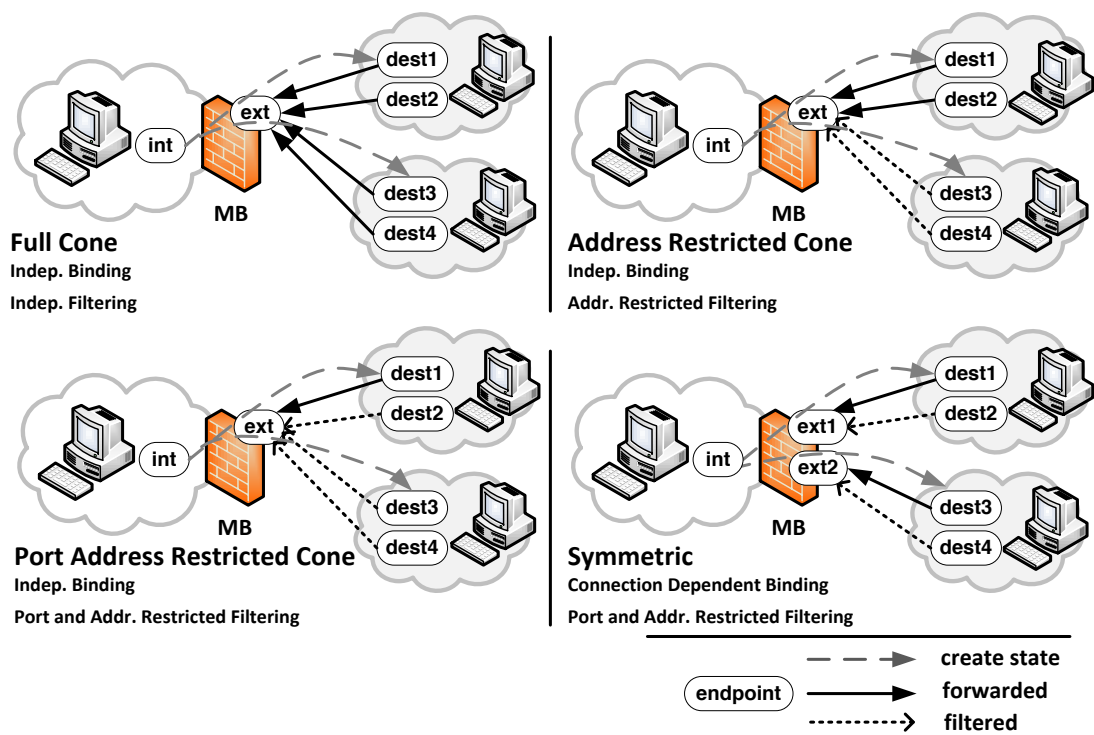 dest1
dest2
ext
int
dest3
dest4
MB
Full Cone
Indep. Binding
Indep. Filtering
dest1
dest2
ext
int
dest3
dest4
MB
Address Restricted Cone
Indep. Binding
Addr. Restricted Filtering
dest1
dest2
ext
int
dest3
dest4
MB
Port Address Restricted Cone
Indep. Binding
Port and Addr. Restricted Filtering
dest1
dest2
ext1
int
ext2
dest3
dest4
MB
Symmetric
Connection Dependent Binding
Port and Addr. Restricted Filtering
create state
endpoint
forwarded
filtered